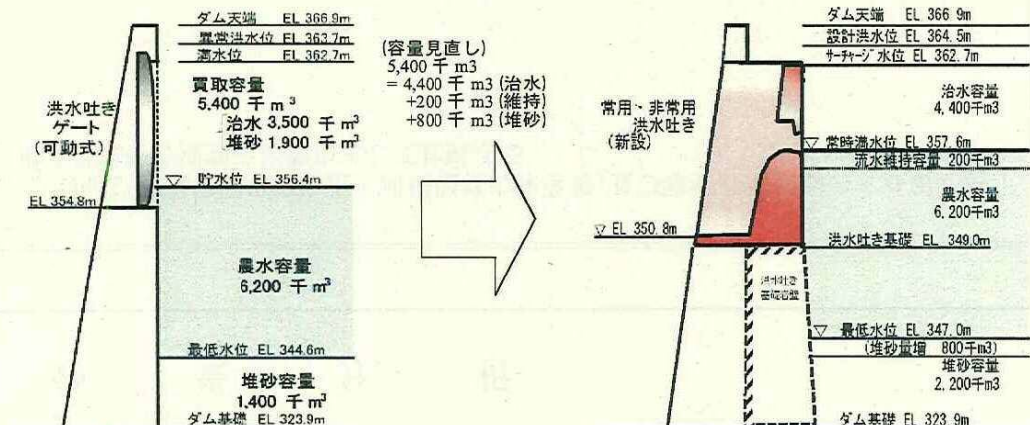 ダム天端 EL 366.9m
異常洪水位 EL 363.7m
満水位 EL 362.7m
買取容量
5,400 千 m³
治水 3,500 千 m³
堆砂 1,900 千 m³
洪水吐き
ゲート
(可動式)
▽ 貯水位 EL 356.4m
EL 354.8m
農水容量
6,200 千 m³
最低水位 EL 344.6m
堆砂容量
1,400 千 m³
ダム基礎 EL 323.9m
(容量見直し)
5,400 千 m3
= 4,400 千 m3 (治水)
+200 千 m3 (維持)
+800 千 m3 (堆砂)
ダム天端 EL 366.9m
設計洪水位 EL 364.5m
サーチャージ水位 EL 362.7m
治水容量
4,400千m3
常用・非常用
洪水吐き
(新設)
▽ 常時満水位 EL 357.6m
流水維持容量 200千m3
農水容量
6,200千m3
▽ EL 350.8m
洪水吐き基礎 EL 349.0m
洪水吐き
基礎岩盤
▽ 最低水位 EL 347.0m
(堆砂量増 800千m3)
堆砂容量
2,200千m3
ダム基礎 EL 323.9m